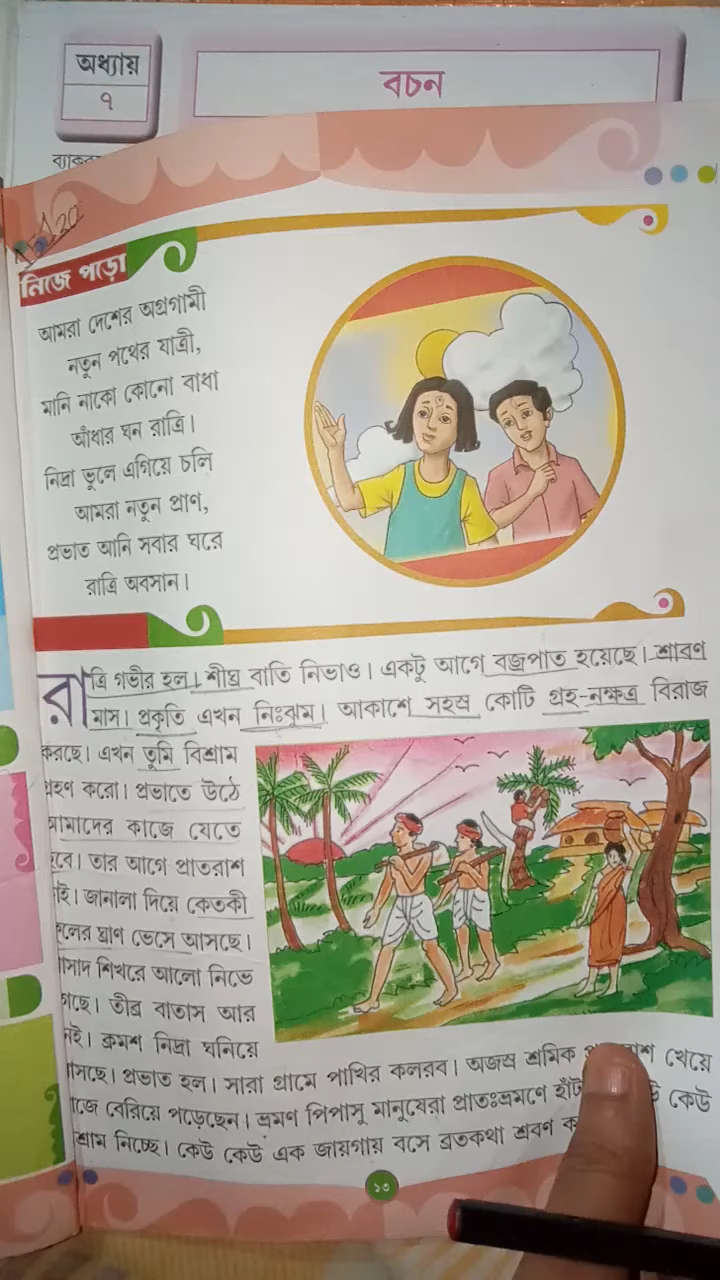 অধ্যায়
৭
বচন
নিজে পড়ো
আমরা দেশের অগ্রগামী
নতুন পথের যাত্রী,
মানি নাকো কোনো বাধা
আঁধার ঘন রাত্রি।
নিদ্রা ভুলে এগিয়ে চলি
আমরা নতুন প্রাণ,
প্রভাত আনি সবার ঘরে
রাত্রি অবসান।
রাত্রি গভীর হল। শীঘ্র বাতি নিভাও। একটু আগে বজ্রপাত হয়েছে। শ্রাবণ
মাস। প্রকৃতি এখন নিঃঝুম। আকাশে সহস্র কোটি গ্রহ-নক্ষত্র বিরাজ
করছে। এখন তুমি বিশ্রাম
গ্রহণ করো। প্রভাতে উঠে
আমাদের কাজে যেতে
হবে। তার আগে প্রাতরাশ
জানালা দিয়ে কেতকী
ফুলের ঘ্রাণ ভেসে আসছে।
শিখরে আলো নিভে
তীব্র বাতাস আর
ক্রমশ নিদ্রা ঘনিয়ে
প্রভাত হল। সারা গ্রামে পাখির কলরব। অজস্র শ্রমিক খেয়ে
বেরিয়ে পড়েছেন। ভ্রমণ পিপাসু মানুষেরা প্রাতঃভ্রমণে কেউ
নিচ্ছে। কেউ কেউ এক জায়গায় বসে ব্রতকথা শ্রবণ
১৩